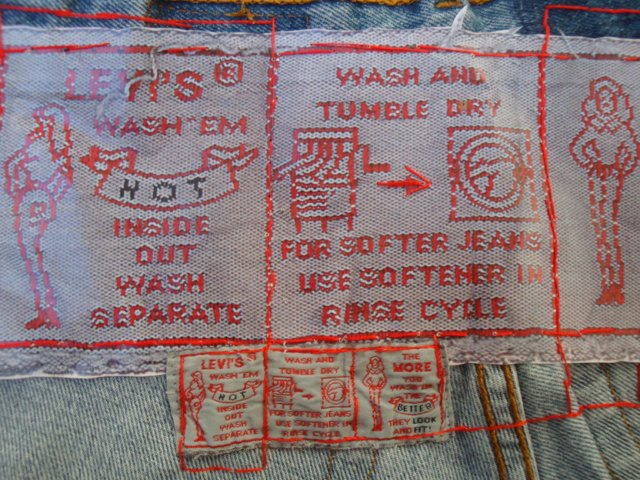 LEVI'S®
WASH 'EM
HOT
INSIDE
OUT
WASH
SEPARATE
WASH AND
TUMBLE DRY
FOR SOFTER JEANS
USE SOFTENER IN
RINSE CYCLE
LEVI'S
WASH 'EM
HOT
INSIDE
OUT
WASH
SEPARATE
WASH AND
TUMBLE DRY
FOR SOFTER JEANS
USE SOFTENER IN
RINSE CYCLE
THE
MORE
YOU
WASH 'EM
THE
BETTER
THEY LOOK
AND FIT!